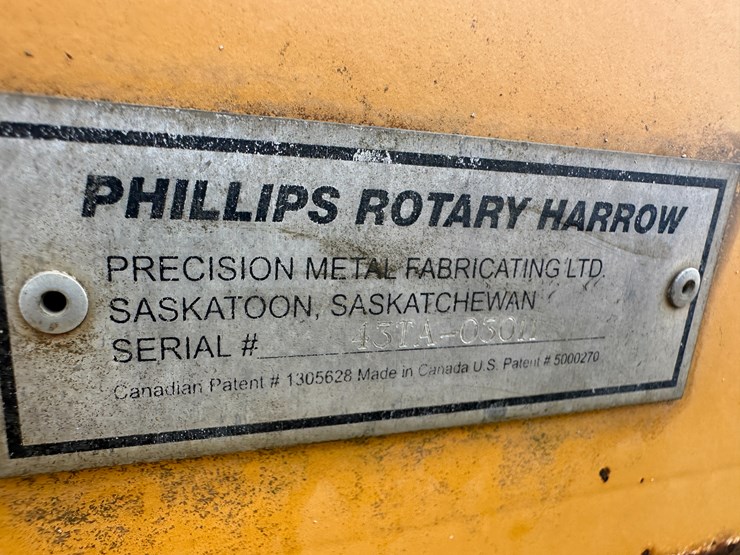 PHILLIPS ROTARY HARROW
PRECISION METAL FABRICATING LTD.
SASKATOON, SASKATCHEWAN
SERIAL #
Canadian Patent # 1305628 Made in Canada U.S. Patent # 5000270